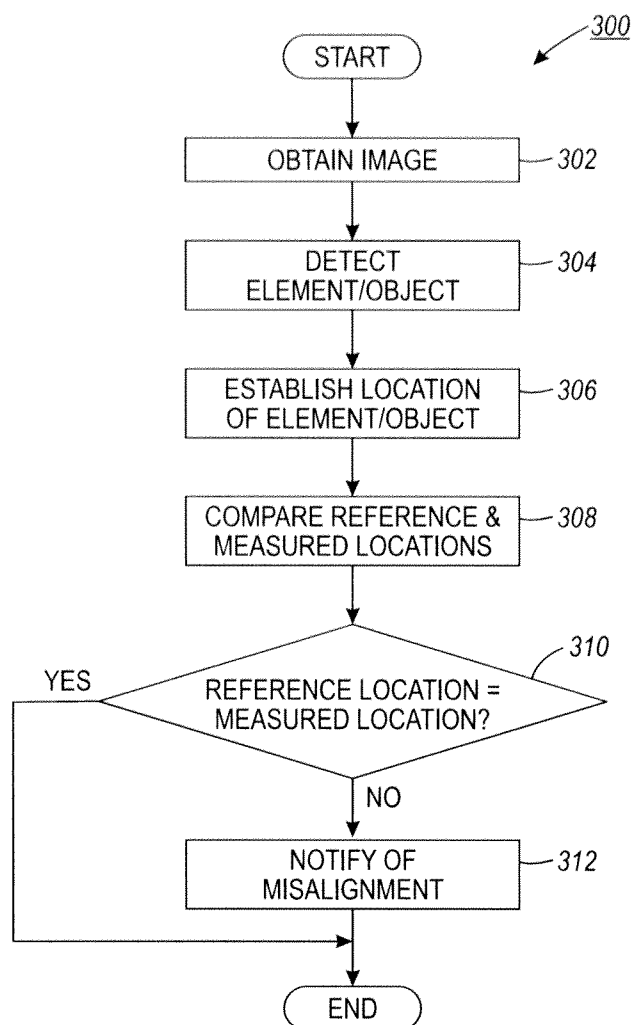 300
START
OBTAIN IMAGE
302
DETECT
ELEMENT/OBJECT
304
ESTABLISH LOCATION
OF ELEMENT/OBJECT
306
COMPARE REFERENCE &
MEASURED LOCATIONS
308
310
YES
REFERENCE LOCATION =
MEASURED LOCATION?
NO
NOTIFY OF
MISALIGNMENT
312
END